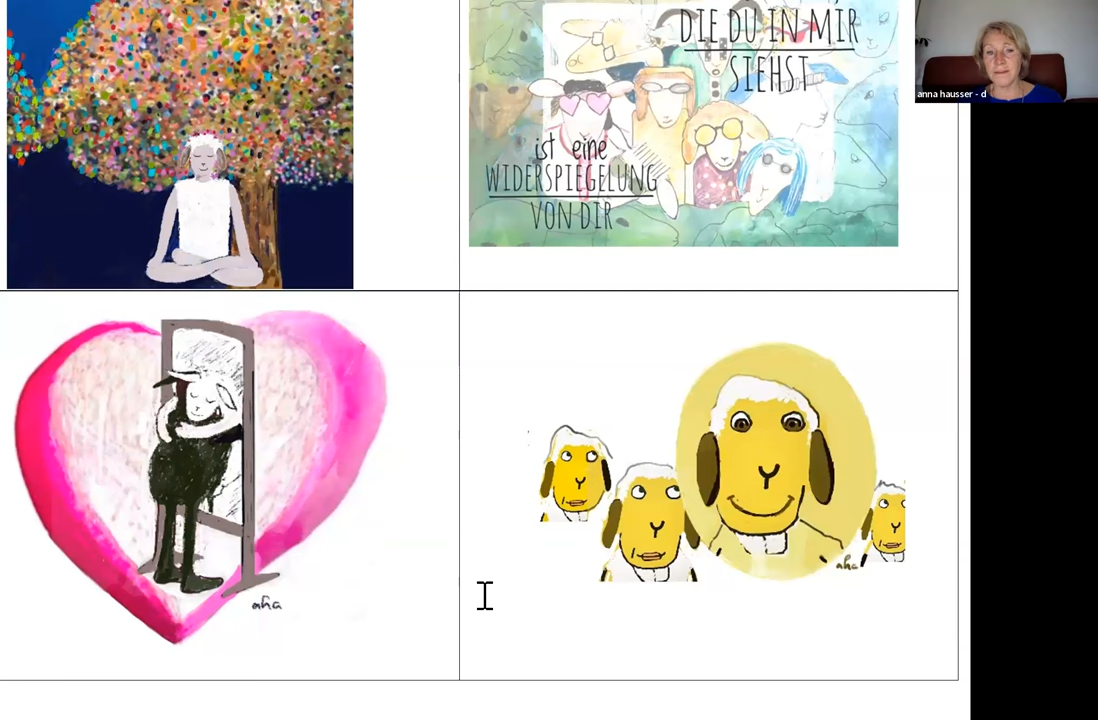 DIE DU IN MIR
SIEHST
ist eine
WIDERSPIEGELUNG
VON DIR
anna hausser - d
aha
aha